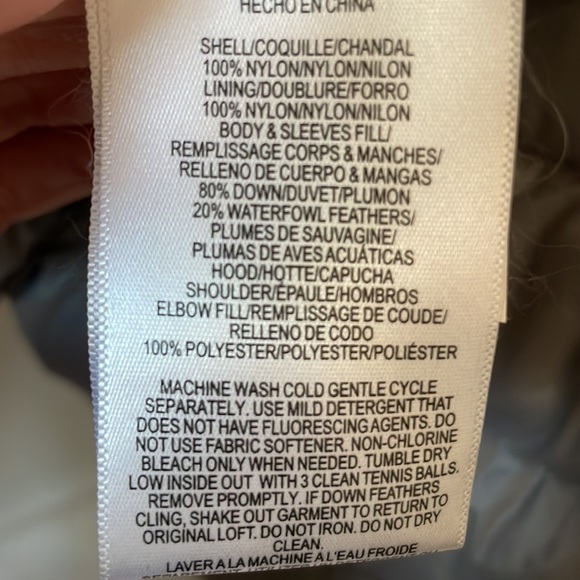 HECHO EN CHINA
SHELL/COQUILLE/CHANDAL
100% NYLON/NYLON/NILON
LINING/DOUBLURE/FORRO
100% NYLON/NYLON/NILON
BODY & SLEEVES FILL/
REMPLISSAGE CORPS & MANCHES/
RELLENO DE CUERPO & MANGAS
80% DOWN/DUVET/PLUMON
20% WATERFOWL FEATHERS/
PLUMES DE SAUVAGINE/
PLUMAS DE AVES ACUÁTICAS
HOOD/HOTTE/CAPUCHA
SHOULDER/ÉPAULE/HOMBROS
ELBOW FILL/REMPLISSAGE DE COUDE/
RELLENO DE CODO
100% POLYESTER/POLYESTER/POLIÉSTER
MACHINE WASH COLD GENTLE CYCLE
SEPARATELY. USE MILD DETERGENT THAT
DOES NOT HAVE FLUORESCING AGENTS. DO
NOT USE FABRIC SOFTENER. NON-CHLORINE
BLEACH ONLY WHEN NEEDED. TUMBLE DRY
LOW INSIDE OUT WITH 3 CLEAN TENNIS BALLS.
REMOVE PROMPTLY. IF DOWN FEATHERS
CLING, SHAKE OUT GARMENT TO RETURN TO
ORIGINAL LOFT. DO NOT IRON. DO NOT DRY
CLEAN.
LAVER A LA MACHINE A L'EAU FROIDE